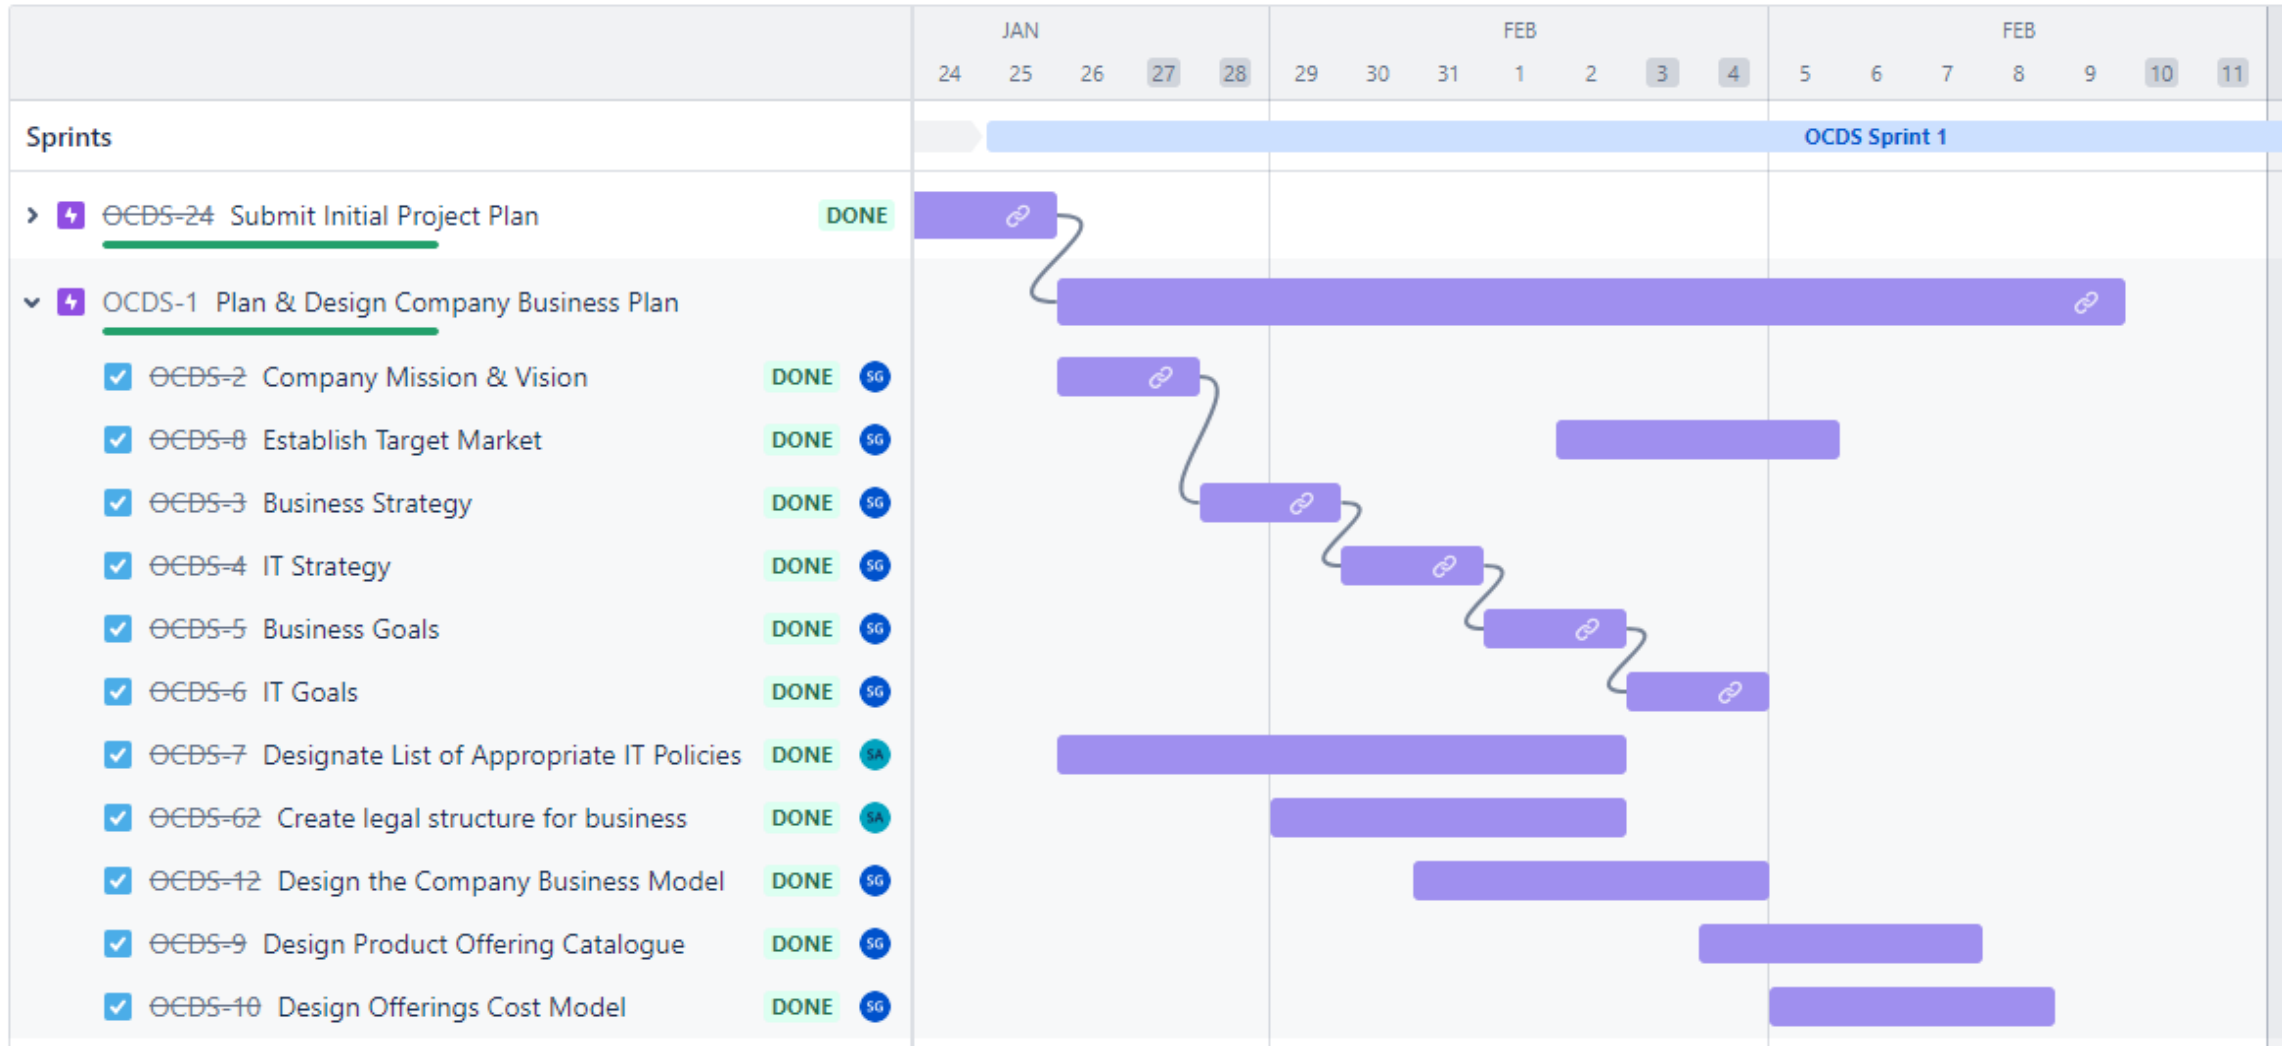 JAN FEB FEB
24 25 26 27 28 29 30 31 1 2 3 4 5 6 7 8 9 10 11
Sprints OCDS Sprint 1
OCDS-24 Submit Initial Project Plan DONE
OCDS-1 Plan & Design Company Business Plan
OCDS-2 Company Mission & Vision DONE SG
OCDS-8 Establish Target Market DONE SG
OCDS-3 Business Strategy DONE SG
OCDS-4 IT Strategy DONE SG
OCDS-5 Business Goals DONE SG
OCDS-6 IT Goals DONE SG
OCDS-7 Designate List of Appropriate IT Policies DONE SA
OCDS-62 Create legal structure for business DONE SA
OCDS-12 Design the Company Business Model DONE SG
OCDS-9 Design Product Offering Catalogue DONE SG
OCDS-10 Design Offerings Cost Model DONE SG